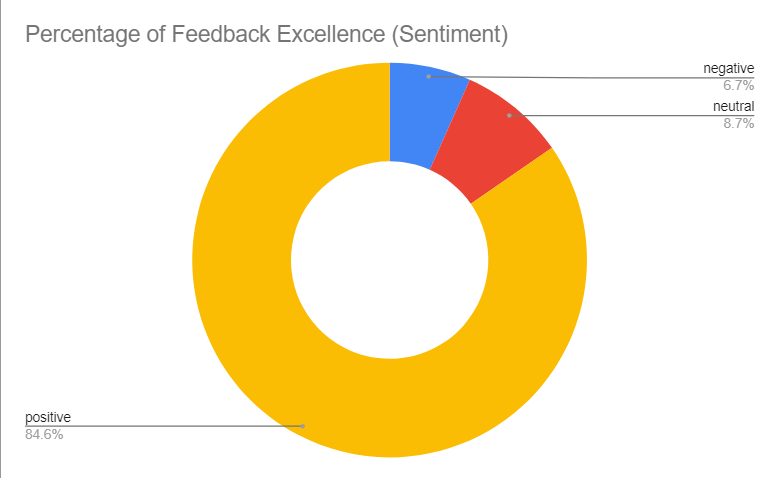 Percentage of Feedback Excellence (Sentiment)
negative
6.7%
neutral
8.7%
positive
84.6%